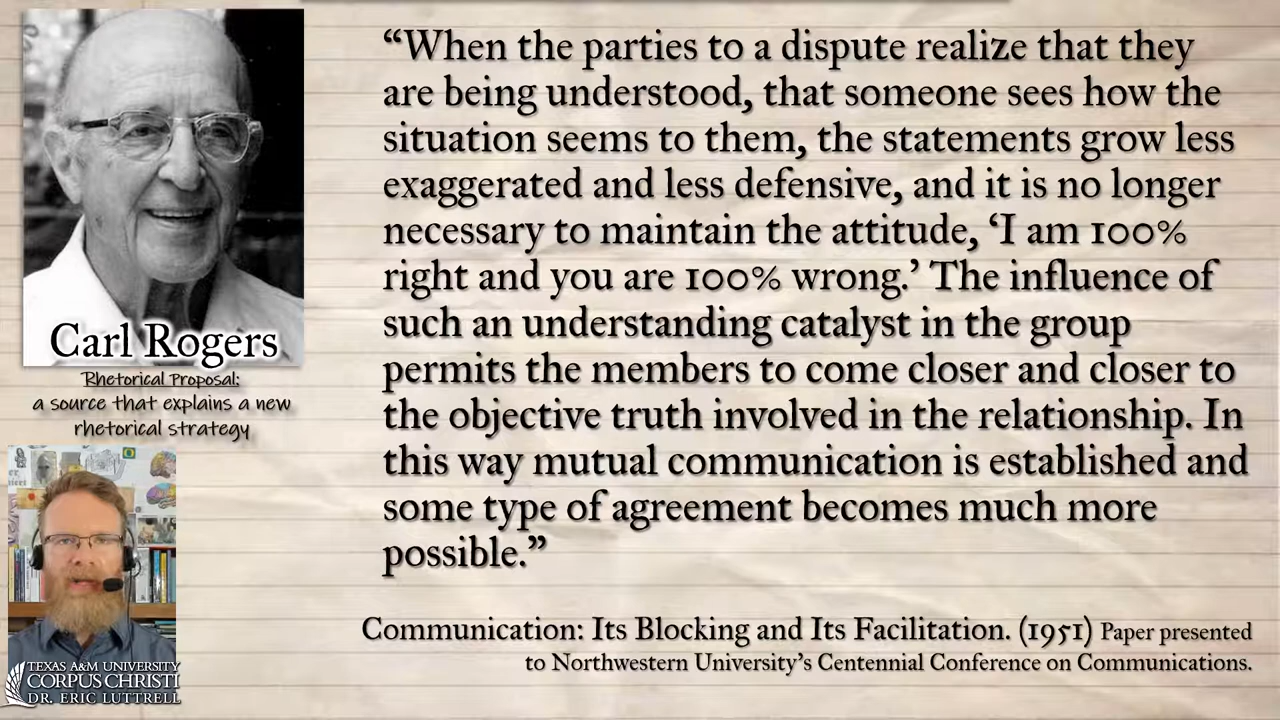 Carl Rogers
Rhetorical Proposal:
a source that explains a new
rhetorical strategy
TEXAS A&M UNIVERSITY
CORPUS CHRISTI
DR. ERIC LUTTRELL
“When the parties to a dispute realize that they
are being understood, that someone sees how the
situation seems to them, the statements grow less
exaggerated and less defensive, and it is no longer
necessary to maintain the attitude, ‘I am 100%
right and you are 100% wrong.’ The influence of
such an understanding catalyst in the group
permits the members to come closer and closer to
the objective truth involved in the relationship. In
this way mutual communication is established and
some type of agreement becomes much more
possible.”
Communication: Its Blocking and Its Facilitation. (1951) Paper presented
to Northwestern University’s Centennial Conference on Communications.